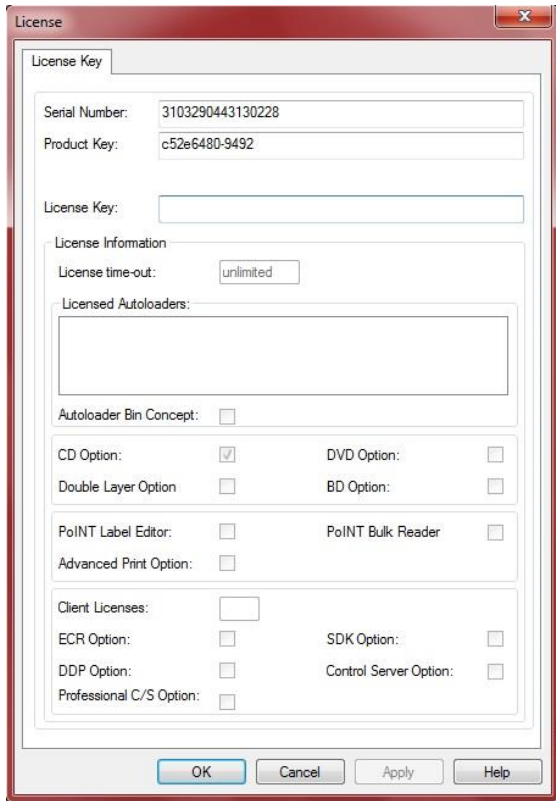 License
License Key
Serial Number: 3103290443130228
Product Key: c52e6480-9492
License Key:
License Information
License time-out: unlimited
Licensed Autoloaders:
Autoloader Bin Concept:
CD Option: DVD Option:
Double Layer Option BD Option:
PoINT Label Editor: PoINT Bulk Reader
Advanced Print Option:
Client Licenses:
ECR Option: SDK Option:
DDP Option: Control Server Option:
Professional C/S Option:
OK Cancel Apply Help